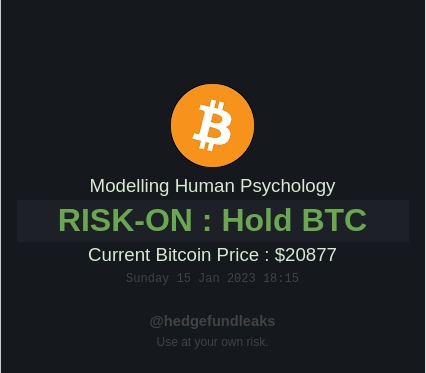 Modelling Human Psychology
RISK-ON : Hold BTC
Current Bitcoin Price : $20877
Sunday 15 Jan 2023 18:15
@hedgefundleaks
Use at your own risk.